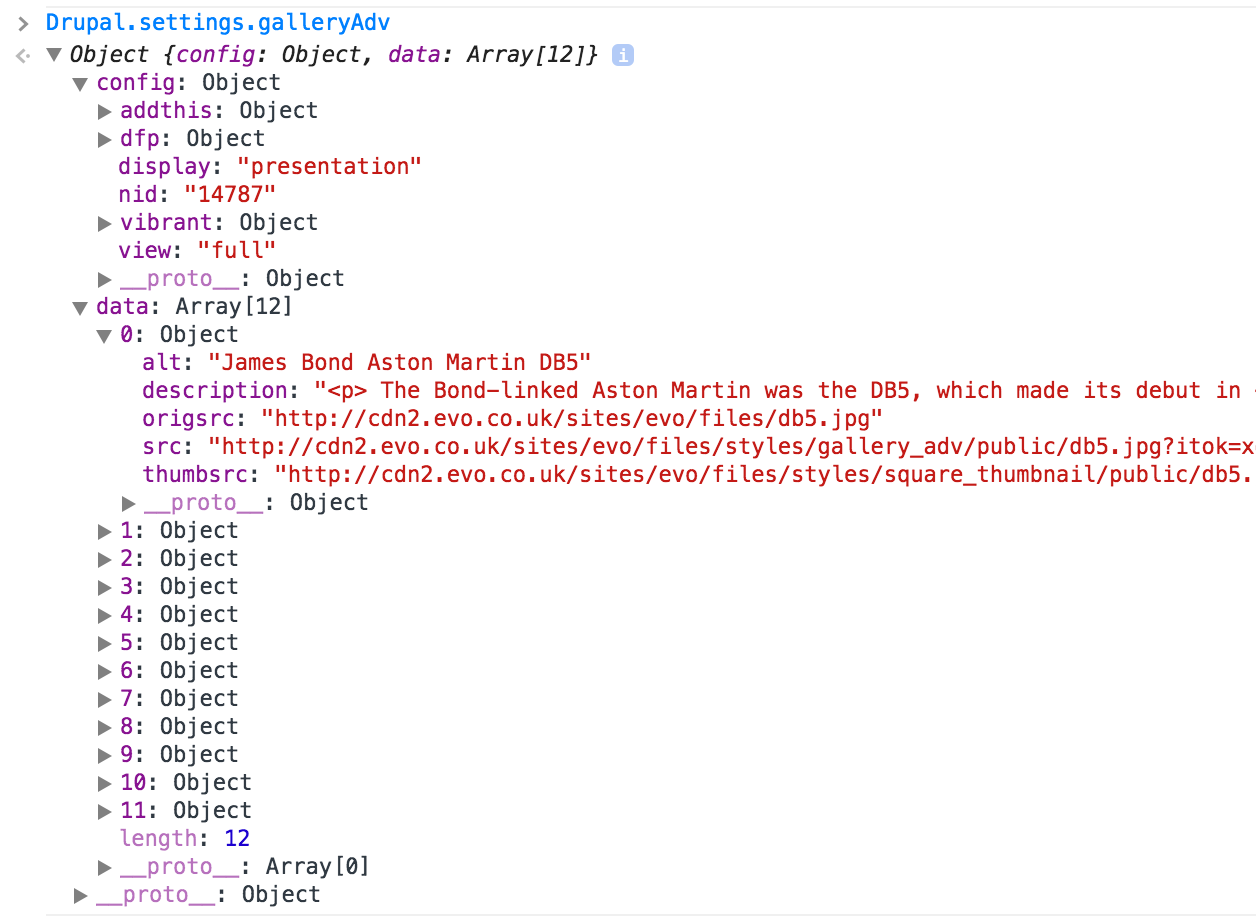 Drupal.settings.galleryAdv
Object {config: Object, data: Array[12]} i
config: Object
addthis: Object
dfp: Object
display: "presentation"
nid: "14787"
vibrant: Object
view: "full"
__proto__: Object
data: Array[12]
0: Object
alt: "James Bond Aston Martin DB5"
description: "<p> The Bond-linked Aston Martin was the DB5, which made its debut in
origsrc: "http://cdn2.evo.co.uk/sites/evo/files/db5.jpg"
src: "http://cdn2.evo.co.uk/sites/evo/files/styles/gallery_adv/public/db5.jpg?itok=x
thumbsrc: "http://cdn2.evo.co.uk/sites/evo/files/styles/square_thumbnail/public/db5.
__proto__: Object
1: Object
2: Object
3: Object
4: Object
5: Object
6: Object
7: Object
8: Object
9: Object
10: Object
11: Object
length: 12
__proto__: Array[0]
__proto__: Object